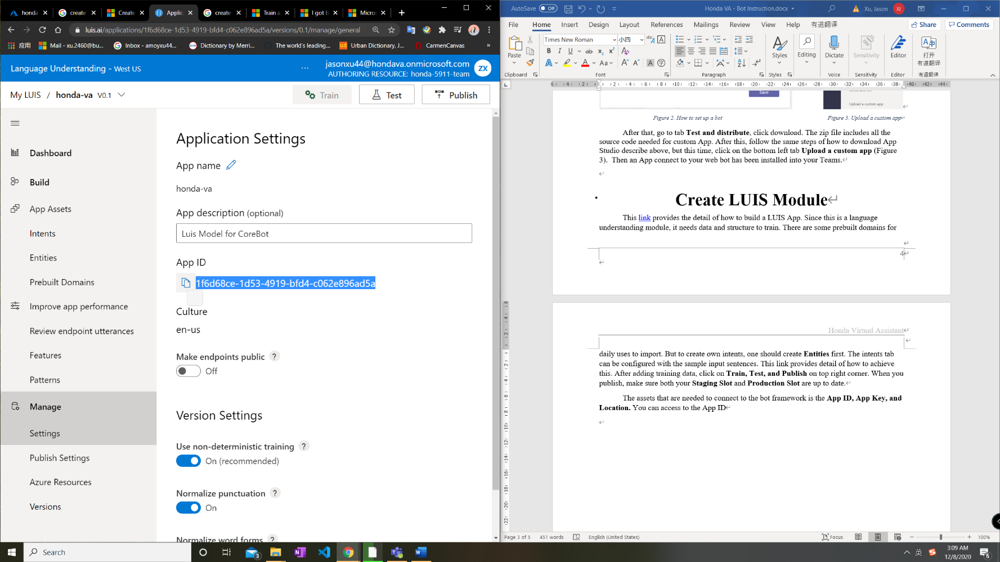 honda
create
Create
Applica
create
Train a
I got b
Micros
luis.ai/applications/1f6d68ce-1d53-4919-bfd4-c062e896ad5a/versions/0.1/manage/general
应用
Mail - xu.2460@bu...
Inbox - amoyxu44...
Dictionary by Merri...
The world's leading...
Urban Dictionary, J...
CarmenCanvas
»
Language Understanding - West US
...
jasonxu44@hondava.onmicrosoft.com
AUTHORING RESOURCE: honda-5911-team
ZX
My LUIS / honda-va V0.1
Train
Test
Publish
Dashboard
Build
App Assets
Intents
Entities
Prebuilt Domains
Improve app performance
Review endpoint utterances
Features
Patterns
Manage
Settings
Publish Settings
Azure Resources
Versions
Application Settings
App name
honda-va
App description (optional)
Luis Model for CoreBot
App ID
1f6d68ce-1d53-4919-bfd4-c062e896ad5a
Culture
en-us
Make endpoints public ?
Off
Version Settings
Use non-deterministic training ?
On (recommended)
Normalize punctuation ?
On
Normalize word forms ?
AutoSave Off
Honda VA - Bot Instruction.docx
Xu, Jason XJ
File Home Insert Design Layout References Mailings Review View Help 有道翻译
Share
Comments
Paste
Times New Roman
小四
Styles
Editing
Dictate
Sensitivity
Editor
打开
有道翻译
Clipboard
Font
Paragraph
Styles
Voice
Sensitivity
Editor
有道翻译
Save
Upload a custom app
Figure 2. How to set up a bot
Figure 3. Upload a custom app
After that, go to tab Test and distribute, click download. The zip file includes all the
source code needed for custom App. After this, follow the same steps of how to download App
Studio describe above, but this time, click on the bottom left tab Upload a custom app (Figure
3). Then an App connect to your web bot has been installed into your Teams.
Create LUIS Module
This link provides the detail of how to build a LUIS App. Since this is a language
understanding module, it needs data and structure to train. There are some prebuilt domains for
4
Honda Virtual Assistant
daily uses to import. But to create own intents, one should create Entities first. The intents tab
can be configured with the sample input sentences. This link provides detail of how to achieve
this. After adding training data, click on Train, Test, and Publish on top right corner. When you
publish, make sure both your Staging Slot and Production Slot are up to date.
The assets that are needed to connect to the bot framework is the App ID, App Key, and
Location. You can access to the App ID
Page 3 of 5
451 words
English (United States)
Focus
100%
Search
3
英
3:09 AM
12/8/2020
6